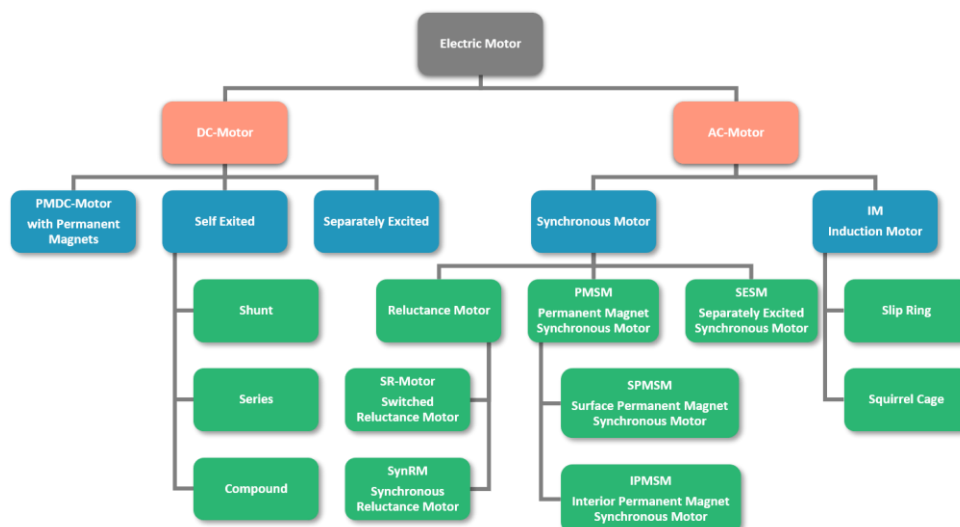 Electric Motor
DC-Motor
AC-Motor
PMDC-Motor
with Permanent
Magnets
Self Exited
Separately Excited
Synchronous Motor
IM
Induction Motor
Shunt
Reluctance Motor
PMSM
Permanent Magnet
Synchronous Motor
SESM
Separately Excited
Synchronous Motor
Slip Ring
Series
SR-Motor
Switched
Reluctance Motor
SPMSM
Surface Permanent Magnet
Synchronous Motor
Squirrel Cage
Compound
SynRM
Synchronous
Reluctance Motor
IPMSM
Interior Permanent Magnet
Synchronous Motor